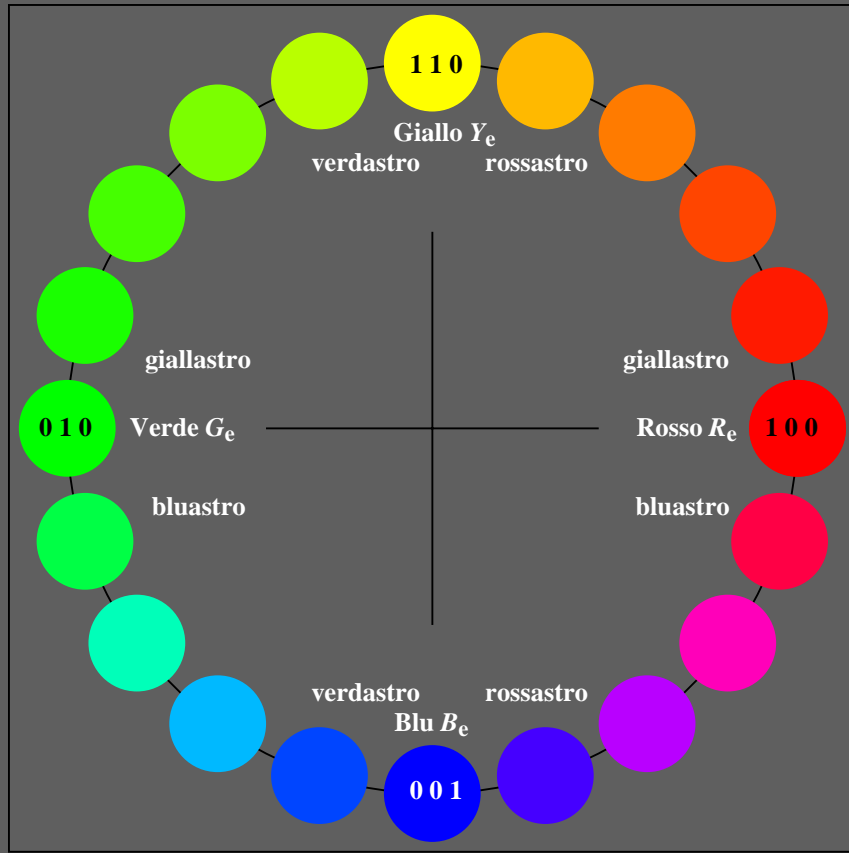 1 1 0
Giallo Ye
verdastro rossastro
giallastro giallastro
0 1 0 Verde Ge Rosso Re 1 0 0
bluastro bluastro
verdastro rossastro
Blu Be
0 0 1